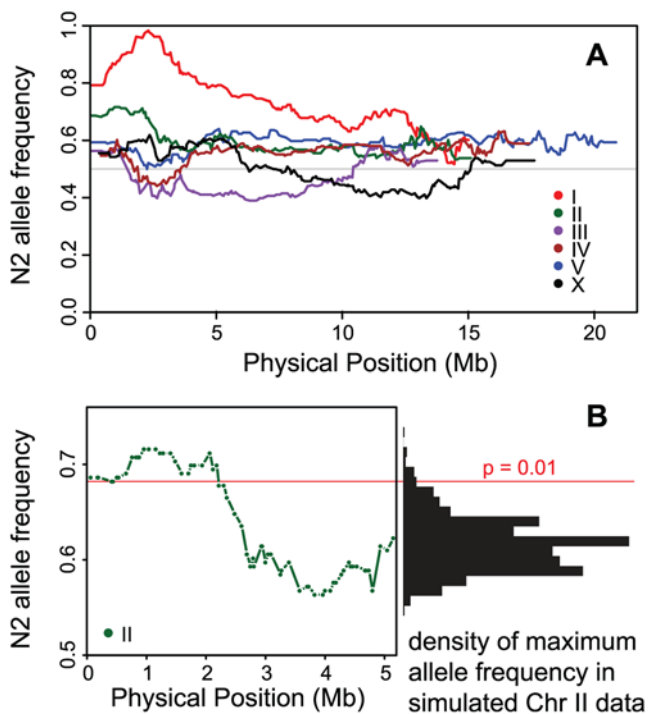 A
N2 allele frequency
1.0
0.8
0.6
0.4
0.2
0.0
I
II
III
IV
V
X
0 5 10 15 20
Physical Position (Mb)
B
N2 allele frequency
0.7
0.6
0.5
p = 0.01
II
0 1 2 3 4 5
Physical Position (Mb)
density of maximum
allele frequency in
simulated Chr II data